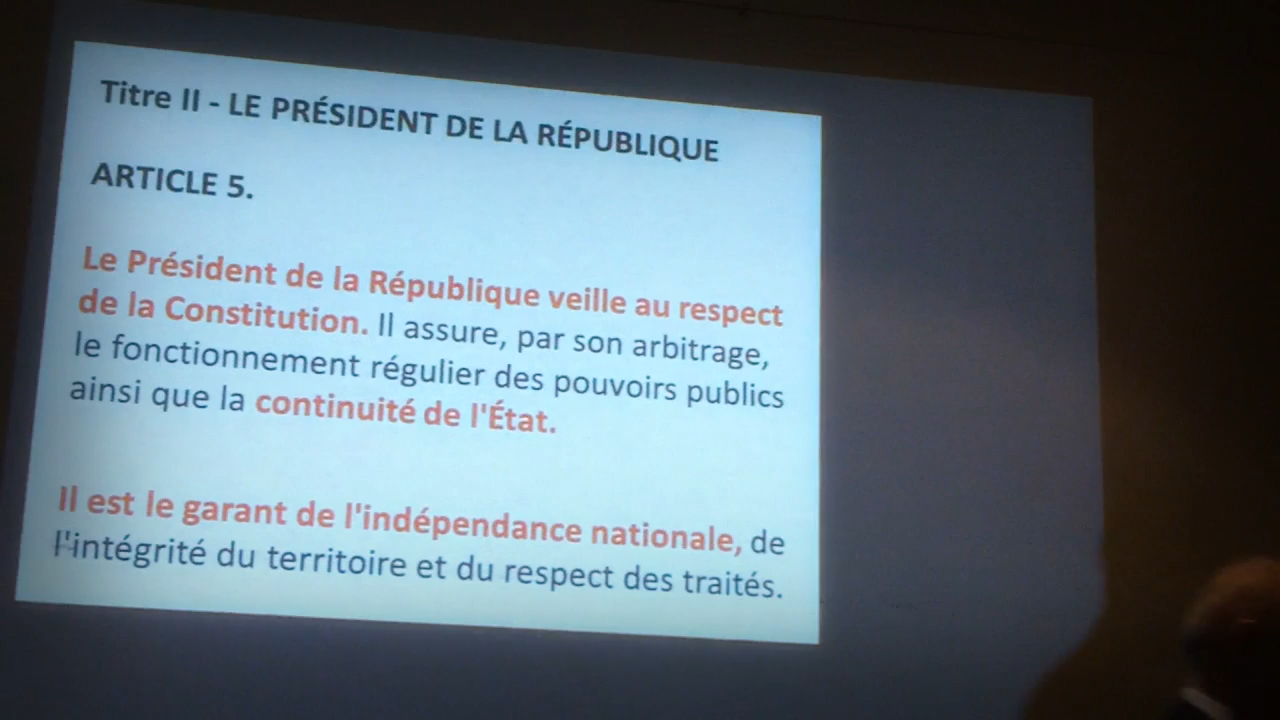 Titre II - LE PRÉSIDENT DE LA RÉPUBLIQUE
ARTICLE 5.
Le Président de la République veille au respect
de la Constitution. Il assure, par son arbitrage,
le fonctionnement régulier des pouvoirs publics
ainsi que la continuité de l'État.
Il est le garant de l'indépendance nationale, de
l'intégrité du territoire et du respect des traités.